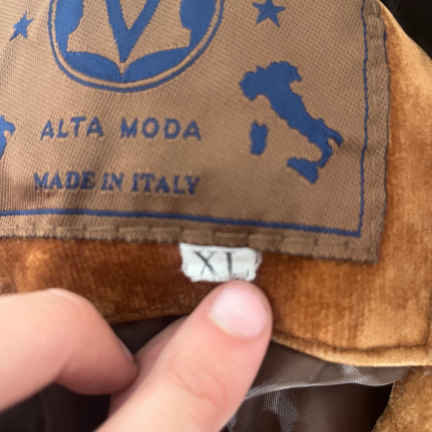 V
ALTA MODA
MADE IN ITALY
XL